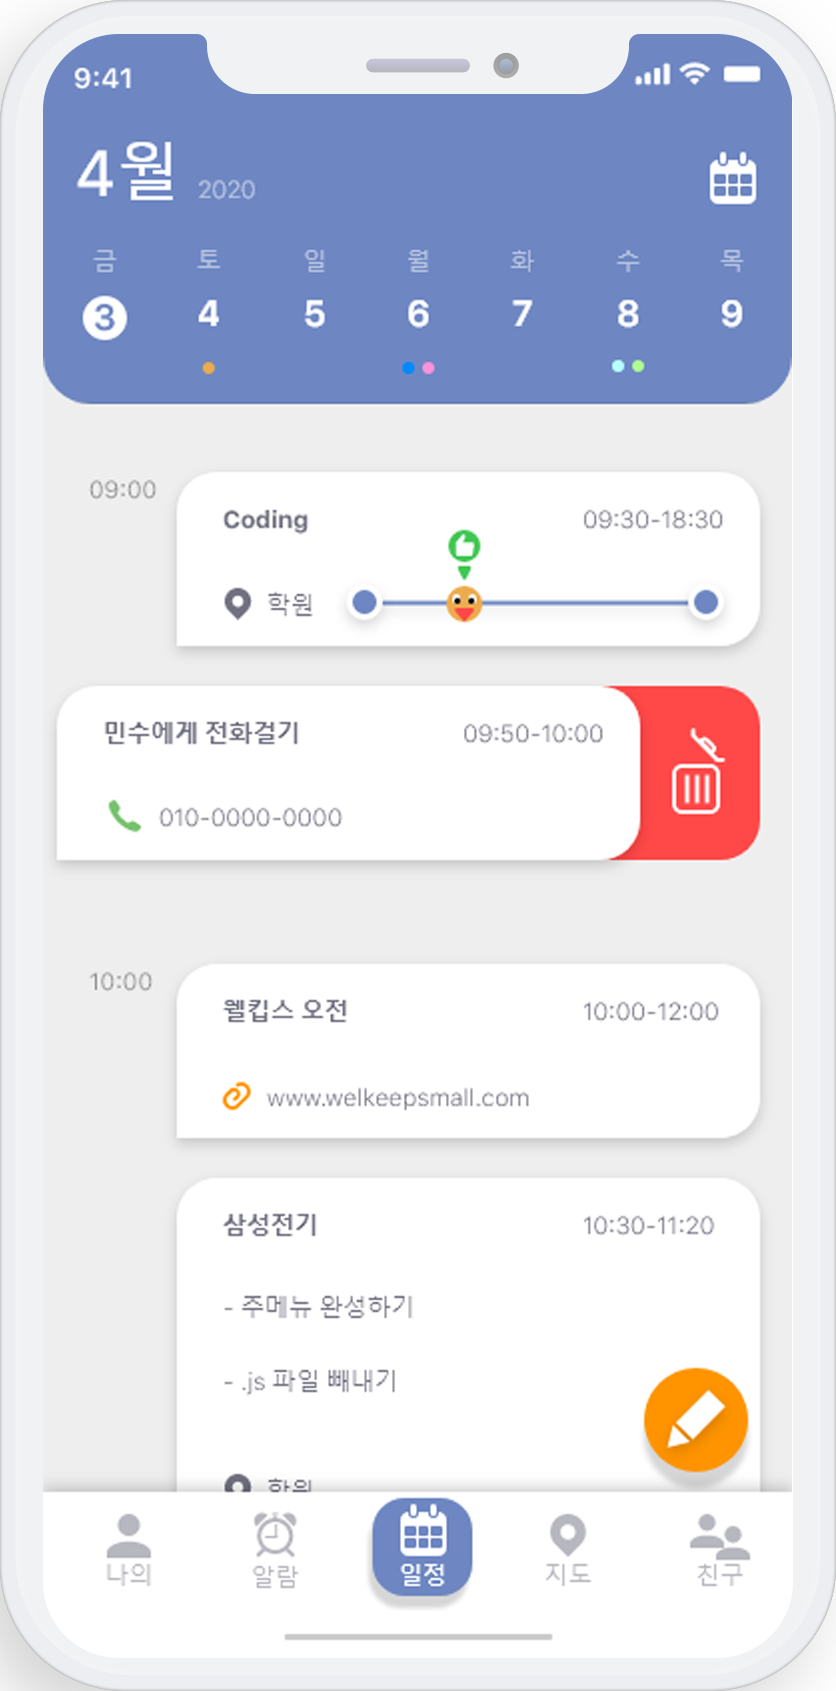 9:41
4월 2020
금 토 일 월 화 수 목
3 4 5 6 7 8 9
09:00
Coding 09:30-18:30
학원
민수에게 전화걸기 09:50-10:00
010-0000-0000
10:00
웰킵스 오전 10:00-12:00
www.welkeepsmall.com
삼성전기 10:30-11:20
- 주메뉴 완성하기
- .js 파일 빼내기
학원
나의 알람 일정 지도 친구